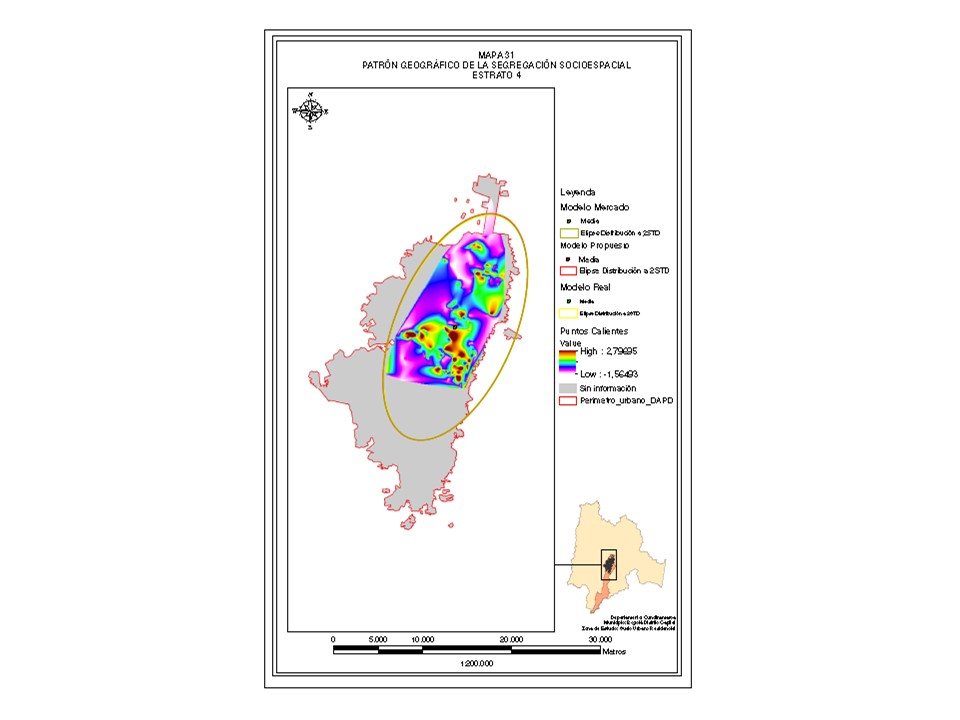 MAPA 31
PATRÓN GEOGRÁFICO DE LA SEGREGACIÓN SOCIOESPACIAL
ESTRATO 4
N
W
E
S
Leyenda
Modelo Mercado
Media
Elipse Distribución a 2STD
Modelo Propuesto
Media
Elipse Distribución a 2STD
Modelo Real
Media
Elipse Distribución a 2STD
Puntos Calientes
Value
High : 2,79695
Low : -1,56493
Sin información
Perímetro_urbano_DAPD
Departamento Cundinamarca
Municipio: Bogotá Distrito Capital
Zona de Estudio: Suelo Urbano Residencial
0 5.000 10.000 20.000 30.000
Metros
1:200.000